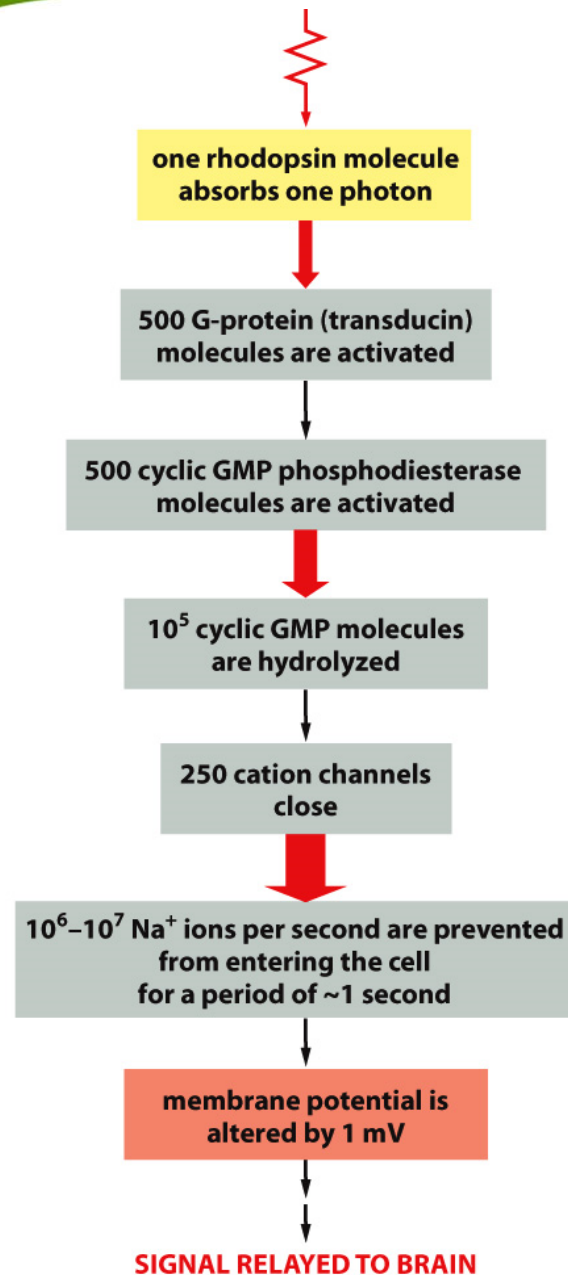 one rhodopsin molecule
absorbs one photon
500 G-protein (transducin)
molecules are activated
500 cyclic GMP phosphodiesterase
molecules are activated
10⁵ cyclic GMP molecules
are hydrolyzed
250 cation channels
close
10⁶–10⁷ Na⁺ ions per second are prevented
from entering the cell
for a period of ~1 second
membrane potential is
altered by 1 mV
SIGNAL RELAYED TO BRAIN